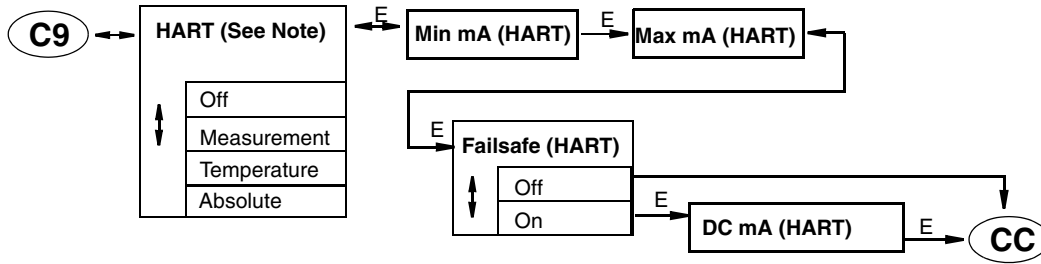 C9
HART (See Note)
Off
Measurement
Temperature
Absolute
E
Min mA (HART)
E
Max mA (HART)
E
Failsafe (HART)
Off
On
E
DC mA (HART)
E
CC